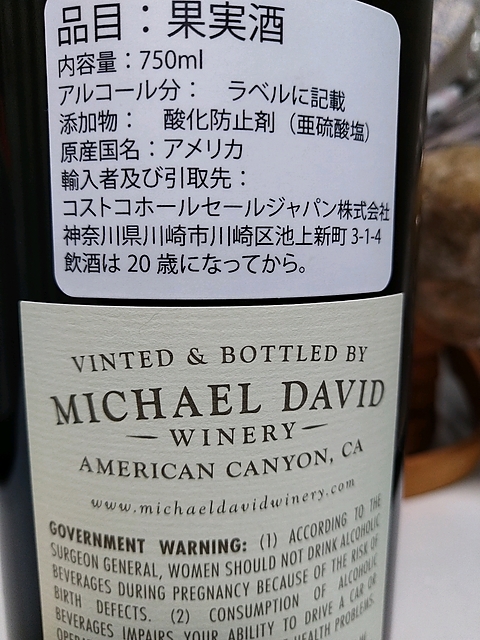 品目：果実酒
内容量：750ml
アルコール分： ラベルに記載
添加物： 酸化防止剤（亜硫酸塩）
原産国名：アメリカ
輸入者及び引取先：
コストコホールセールジャパン株式会社
神奈川県川崎市川崎区池上新町 3-1-4
飲酒は 20 歳になってから。
VINTED & BOTTLED BY
MICHAEL DAVID
WINERY
AMERICAN CANYON, CA
www.michaeldavidwinery.com
GOVERNMENT WARNING: (1) ACCORDING TO THE
SURGEON GENERAL, WOMEN SHOULD NOT DRINK ALCOHOLIC
BEVERAGES DURING PREGNANCY BECAUSE OF THE RISK OF
BIRTH DEFECTS. (2) CONSUMPTION OF ALCOHOLIC
BEVERAGES IMPAIRS YOUR ABILITY TO DRIVE A CAR OR
HEALTH PROBLEMS.